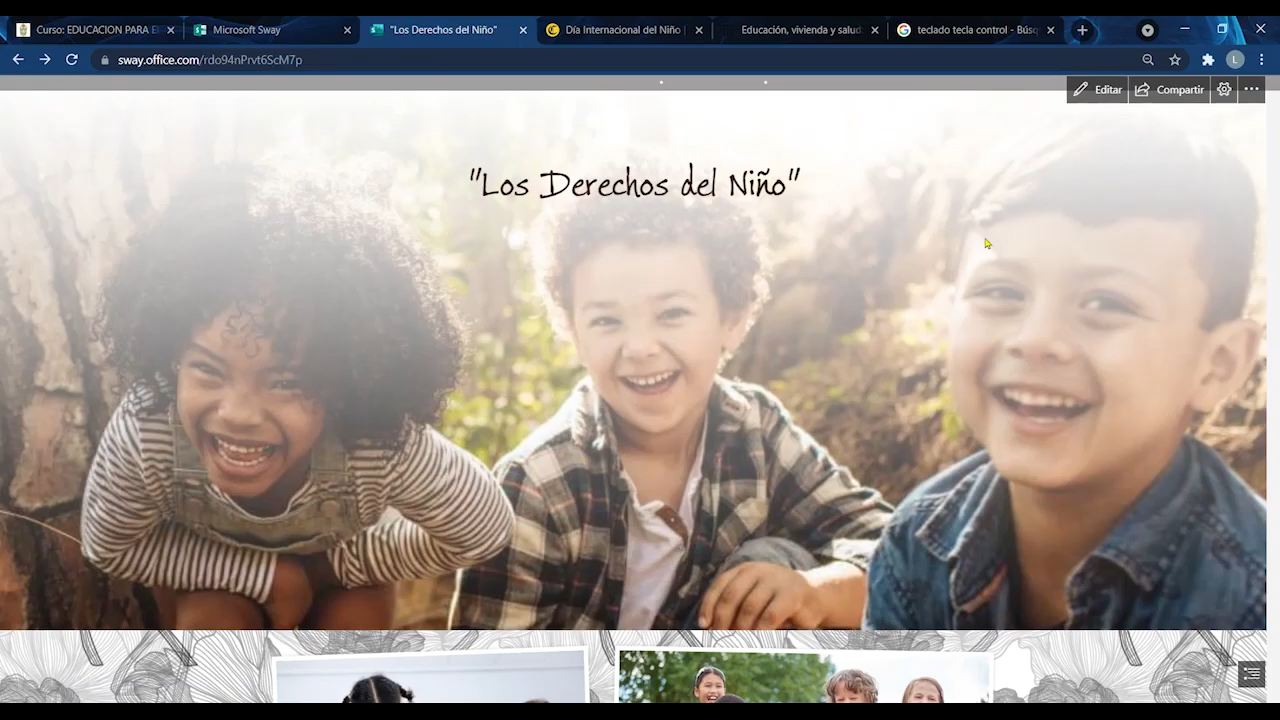 Curso: EDUCACION PARA E
Microsoft Sway
"Los Derechos del Niño"
Día Internacional del Niño |
Educación, vivienda y salud:
teclado tecla control - Búsq
sway.office.com/rdo94nPrvt6ScM7p
L
Editar
Compartir
"Los Derechos del Niño"